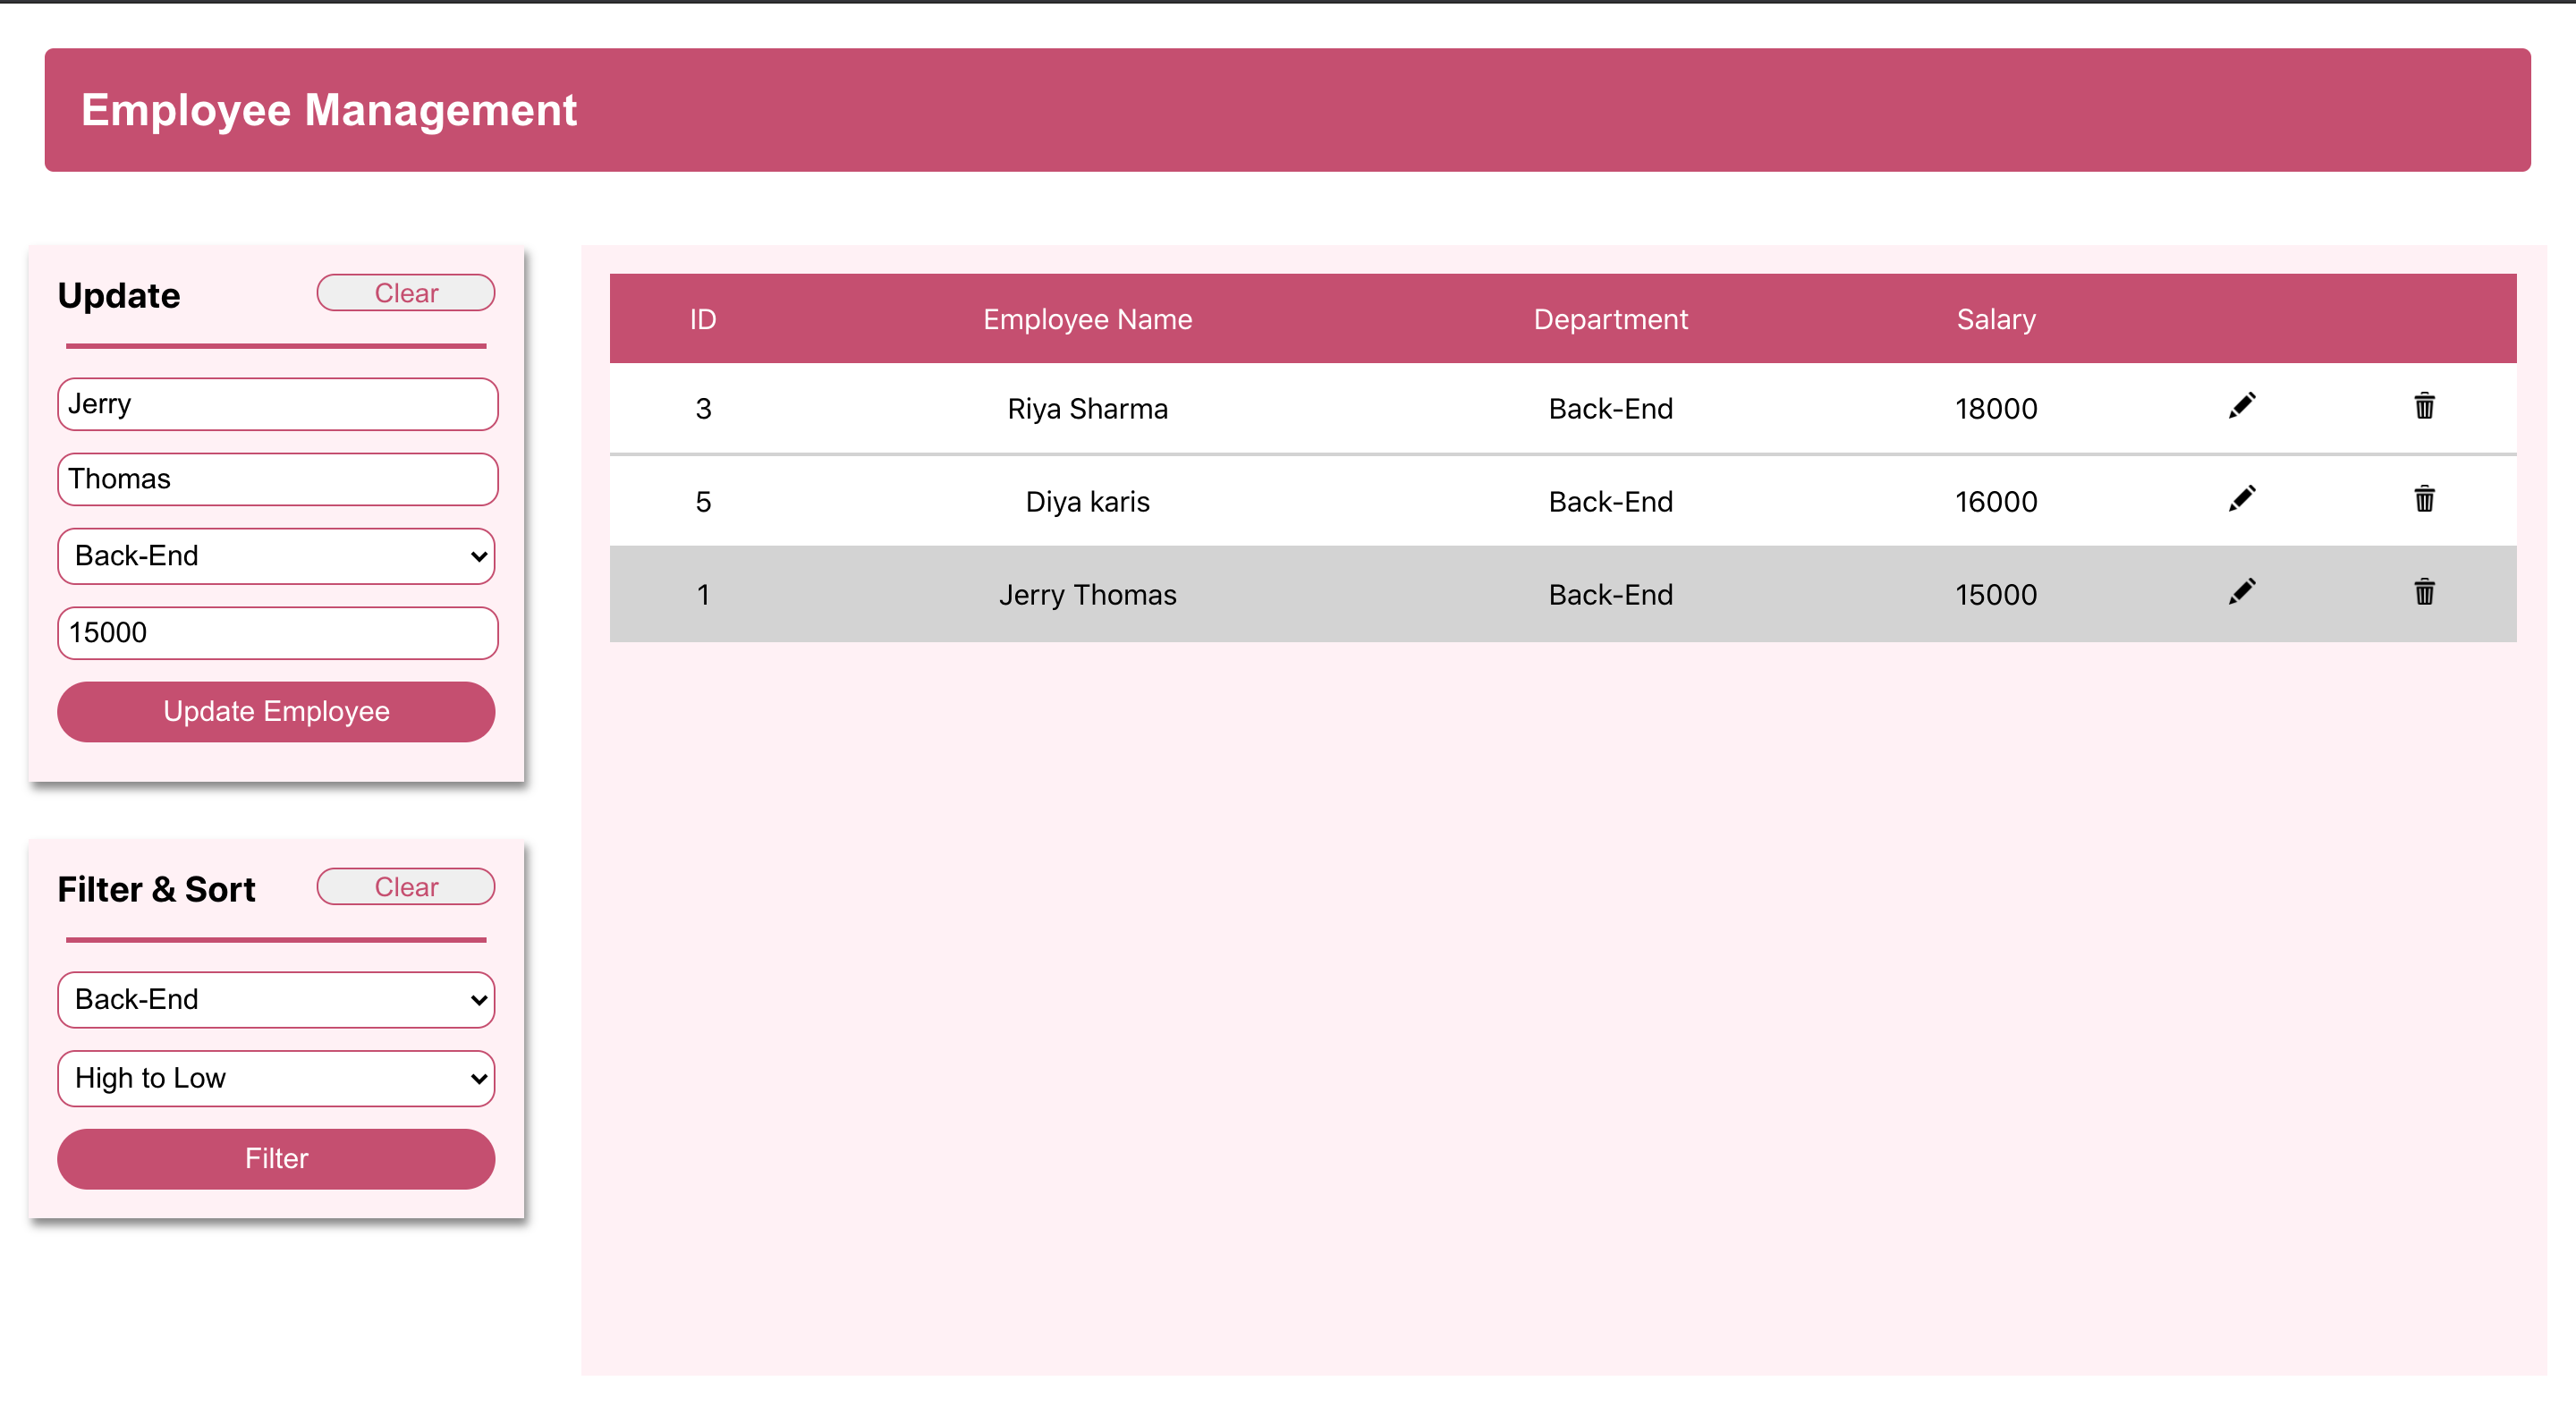 Employee Management
Update
Clear
Jerry
Thomas
Back-End
15000
Update Employee
Filter & Sort
Clear
Back-End
High to Low
Filter
ID Employee Name Department Salary
3 Riya Sharma Back-End 18000
5 Diya karis Back-End 16000
1 Jerry Thomas Back-End 15000